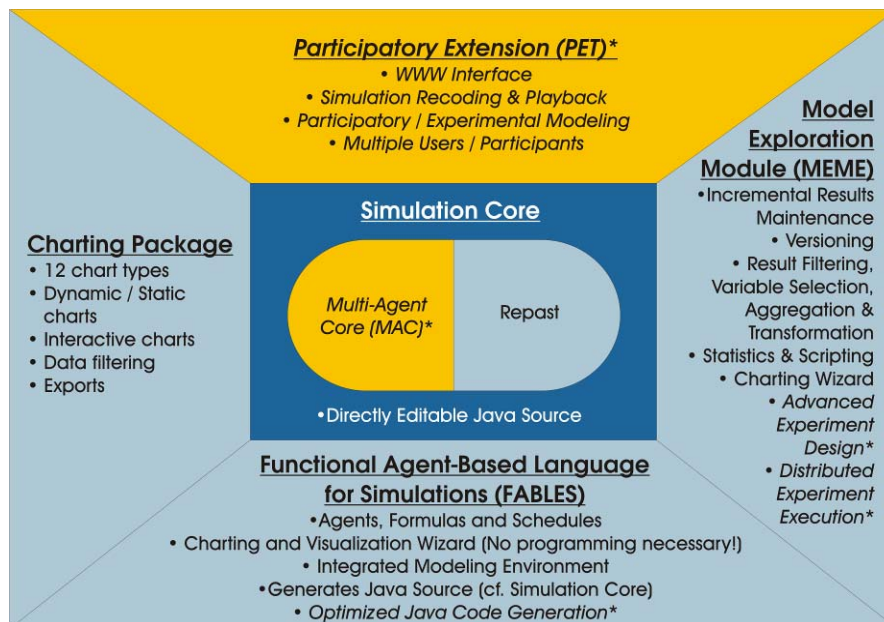 Participatory Extension (PET)*
• WWW Interface
• Simulation Recoding & Playback
• Participatory / Experimental Modeling
• Multiple Users / Participants
Charting Package
• 12 chart types
• Dynamic / Static
charts
• Interactive charts
• Data filtering
• Exports
Simulation Core
Multi-Agent
Core (MAC)*
Repast
•Directly Editable Java Source
Model
Exploration
Module (MEME)
•Incremental Results
Maintenance
• Versioning
• Result Filtering,
Variable Selection,
Aggregation &
Transformation
• Statistics & Scripting
• Charting Wizard
• Advanced
Experiment
Design*
• Distributed
Experiment
Execution*
Functional Agent-Based Language
for Simulations (FABLES)
•Agents, Formulas and Schedules
• Charting and Visualization Wizard (No programming necessary!)
• Integrated Modeling Environment
•Generates Java Source (cf. Simulation Core)
• Optimized Java Code Generation*